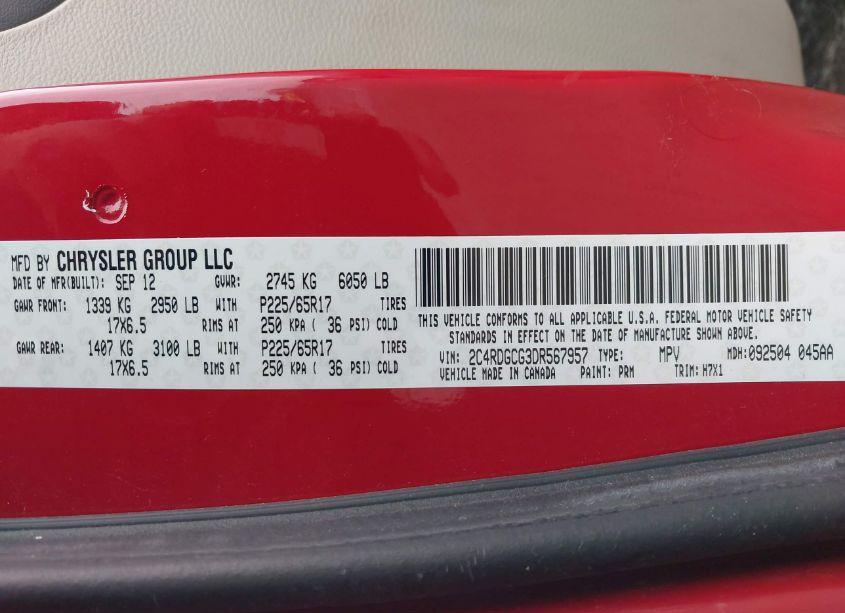 MFD BY CHRYSLER GROUP LLC
DATE OF MFR(BUILT): SEP 12 GVWR: 2745 KG 6050 LB
GAWR FRONT: 1339 KG 2950 LB WITH P225/65R17 TIRES
17X6.5 RIMS AT 250 KPA ( 36 PSI) COLD
GAWR REAR: 1407 KG 3100 LB WITH P225/65R17 TIRES
17X6.5 RIMS AT 250 KPA ( 36 PSI) COLD
THIS VEHICLE CONFORMS TO ALL APPLICABLE U.S.A. FEDERAL MOTOR VEHICLE SAFETY
STANDARDS IN EFFECT ON THE DATE OF MANUFACTURE SHOWN ABOVE.
VIN: 2C4RDGCG3DR567957 TYPE: MPV MDH:092504 045AA
VEHICLE MADE IN CANADA PAINT: PRM TRIM: H7X1